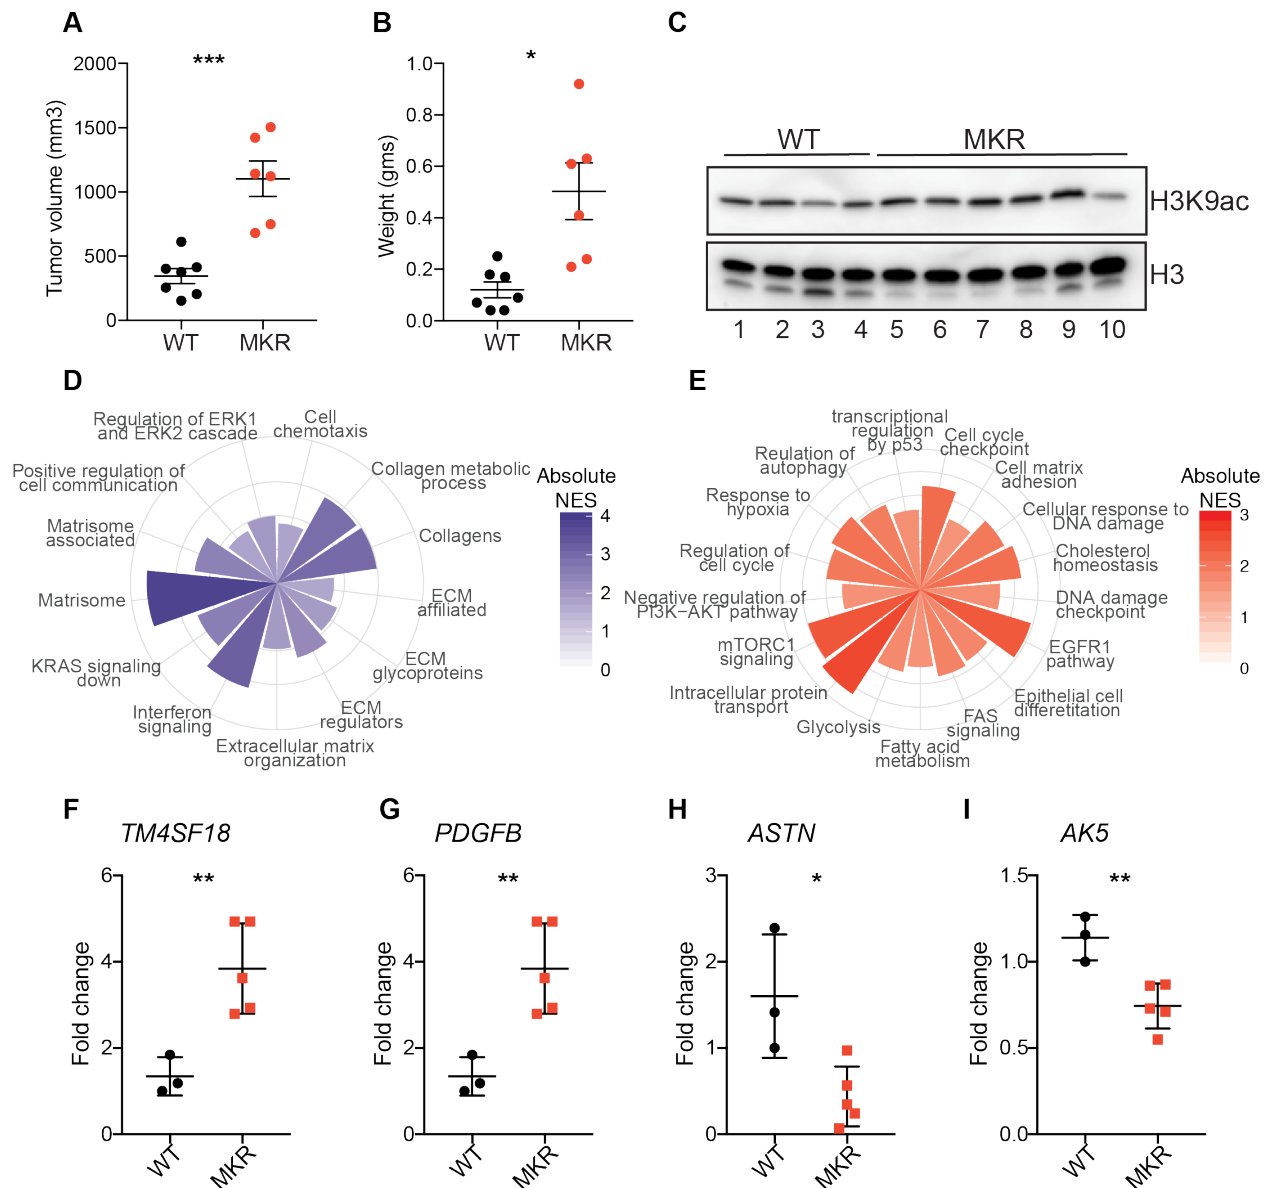 A
B
C
***
2000
1500
1000
500
0
Tumor volume (mm3)
WT
MKR
*
1.0
0.8
0.6
0.4
0.2
0.0
Weight (gms)
WT
MKR
WT
MKR
H3K9ac
H3
1 2 3 4 5 6 7 8 9 10
D
E
Regulation of ERK1
and ERK2 cascade
Cell
chemotaxis
Collagen metabolic
process
Collagens
ECM
affiliated
ECM
glycoproteins
ECM
regulators
Extracellular matrix
organization
Interferon
signaling
KRAS signaling
down
Matrisome
Matrisome
associated
Positive regulation of
cell communication
Absolute
NES
4
3
2
1
0
transcriptional
regulation
by p53
Cell cycle
checkpoint
Cell matrix
adhesion
Cellular response to
DNA damage
Cholesterol
homeostasis
DNA damage
checkpoint
EGFR1
pathway
Epithelial cell
differetitation
FAS
signaling
Fatty acid
metabolism
Glycolysis
Intracellular protein
transport
mTORC1
signaling
Negative regulation of
PI3K−AKT pathway
Regulation of
cell cycle
Response to
hypoxia
Reulation of
autophagy
Absolute
NES
3
2
1
0
F
G
H
I
TM4SF18
**
6
4
2
0
Fold change
WT
MKR
PDGFB
**
6
4
2
0
Fold change
WT
MKR
ASTN
*
3
2
1
0
Fold change
WT
MKR
AK5
**
1.5
1.0
0.5
0.0
Fold change
WT
MKR